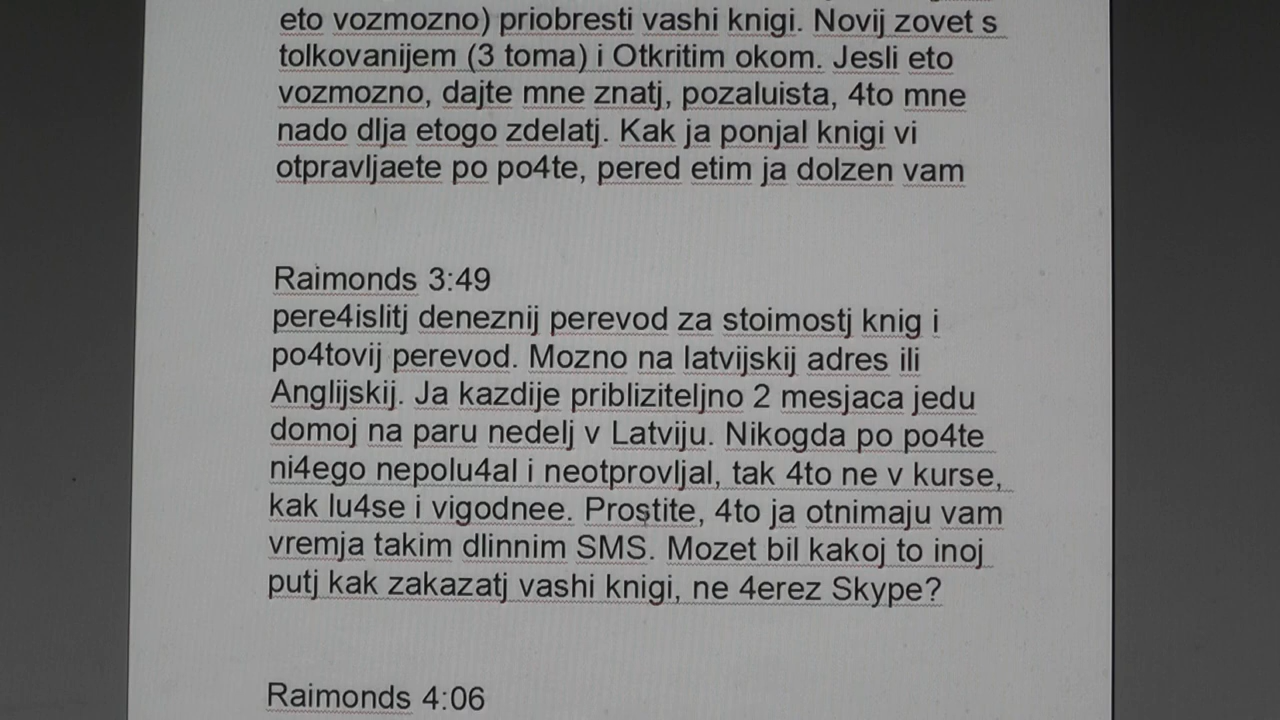 eto vozmozno) priobresti vashi knigi. Novij zovet s
tolkovanijem (3 toma) i Otkritim okom. Jesli eto
vozmozno, dajte mne znatj, pozaluista, 4to mne
nado dlja etogo zdelatj. Kak ja ponjal knigi vi
otpravljaete po po4te, pered etim ja dolzen vam
Raimonds 3:49
pere4islitj deneznij perevod za stoimostj knig i
po4tovij perevod. Mozno na latvijskij adres ili
Anglijskij. Ja kazdije priblizitelјno 2 mesjaca jedu
domoj na paru nedelj v Latviju. Nikogda po po4te
ni4ego nepolu4al i neotprovljal, tak 4to ne v kurse,
kak lu4se i vigodnee. Prostite, 4to ja otnimaju vam
vremja takim dlinnim SMS. Mozet bil kakoj to inoj
putj kak zakazatj vashi knigi, ne 4erez Skype?
Raimonds 4:06